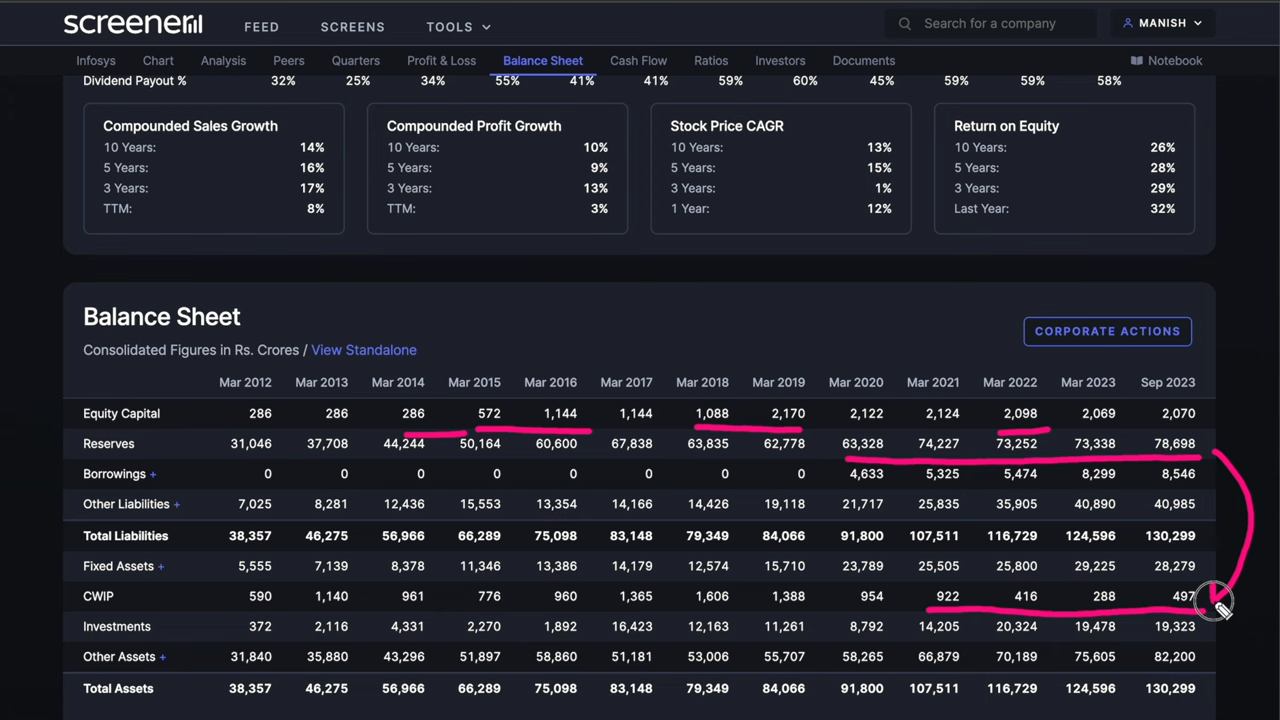 screener
FEED SCREENS TOOLS
Search for a company
MANISH
Infosys Chart Analysis Peers Quarters Profit & Loss Balance Sheet Cash Flow Ratios Investors Documents Notebook
Dividend Payout % 32% 25% 34% 55% 41% 41% 59% 60% 45% 59% 59% 58%
Compounded Sales Growth
10 Years: 14%
5 Years: 16%
3 Years: 17%
TTM: 8%
Compounded Profit Growth
10 Years: 10%
5 Years: 9%
3 Years: 13%
TTM: 3%
Stock Price CAGR
10 Years: 13%
5 Years: 15%
3 Years: 1%
1 Year: 12%
Return on Equity
10 Years: 26%
5 Years: 28%
3 Years: 29%
Last Year: 32%
Balance Sheet
CORPORATE ACTIONS
Consolidated Figures in Rs. Crores / View Standalone
Mar 2012 Mar 2013 Mar 2014 Mar 2015 Mar 2016 Mar 2017 Mar 2018 Mar 2019 Mar 2020 Mar 2021 Mar 2022 Mar 2023 Sep 2023
Equity Capital 286 286 286 572 1,144 1,144 1,088 2,170 2,122 2,124 2,098 2,069 2,070
Reserves 31,046 37,708 44,244 50,164 60,600 67,838 63,835 62,778 63,328 74,227 73,252 73,338 78,698
Borrowings + 0 0 0 0 0 0 0 0 4,633 5,325 5,474 8,299 8,546
Other Liabilities + 7,025 8,281 12,436 15,553 13,354 14,166 14,426 19,118 21,717 25,835 35,905 40,890 40,985
Total Liabilities 38,357 46,275 56,966 66,289 75,098 83,148 79,349 84,066 91,800 107,511 116,729 124,596 130,299
Fixed Assets + 5,555 7,139 8,378 11,346 13,386 14,179 12,574 15,710 23,789 25,505 25,800 29,225 28,279
CWIP 590 1,140 961 776 960 1,365 1,606 1,388 954 922 416 288 497
Investments 372 2,116 4,331 2,270 1,892 16,423 12,163 11,261 8,792 14,205 20,324 19,478 19,323
Other Assets + 31,840 35,880 43,296 51,897 58,860 51,181 53,006 55,707 58,265 66,879 70,189 75,605 82,200
Total Assets 38,357 46,275 56,966 66,289 75,098 83,148 79,349 84,066 91,800 107,511 116,729 124,596 130,299